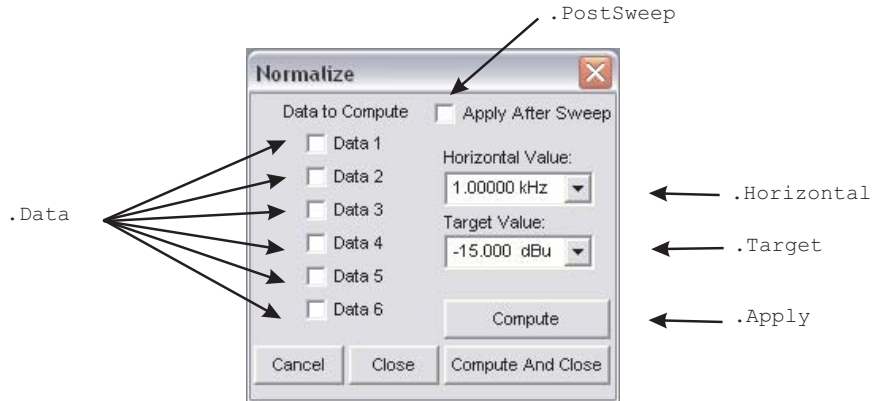 .PostSweep
Normalize
Data to Compute
Apply After Sweep
Data 1
Data 2
Data 3
Data 4
Data 5
Data 6
.Data
Horizontal Value:
1.00000 kHz
.Horizontal
Target Value:
-15.000 dBu
.Target
Compute
.Apply
Cancel
Close
Compute And Close